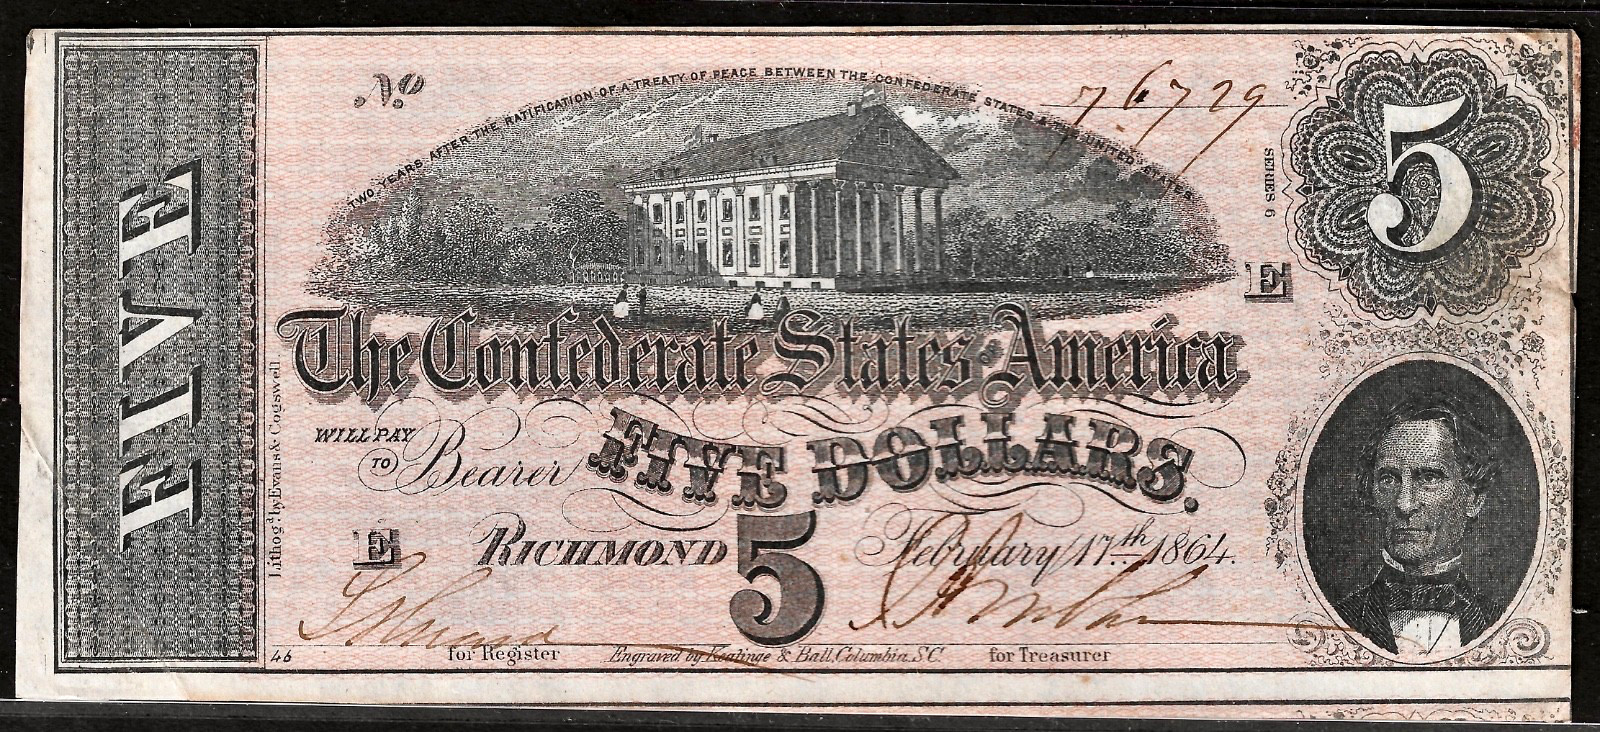 FIVE
No
76729
TWO YEARS AFTER THE RATIFICATION OF A TREATY OF PEACE BETWEEN THE CONFEDERATE STATES & THE UNITED STATES
SERIES 6
5
E
The Confederate States of America
WILL PAY
TO Bearer FIVE DOLLARS.
E RICHMOND 5 February 17th 1864.
Lithog'd by Evans & Cogswell
46 for Register Engraved by Keatinge & Ball, Columbia, S.C. for Treasurer